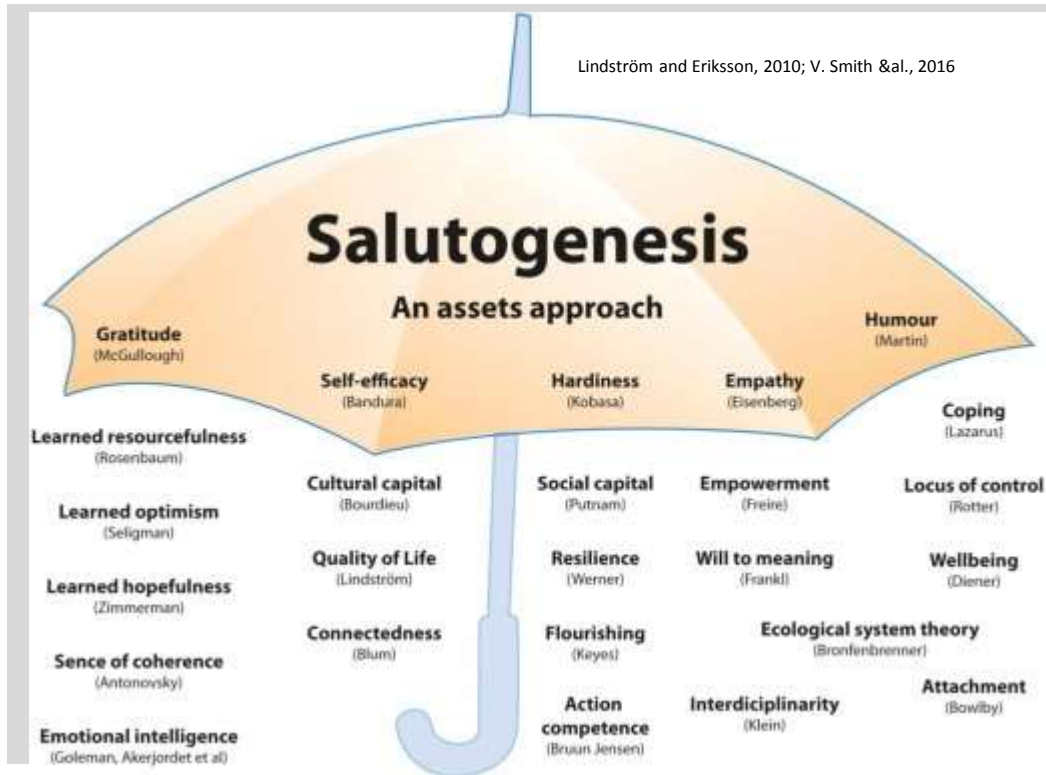 Lindström and Eriksson, 2010; V. Smith &al., 2016
Salutogenesis
An assets approach
Gratitude
(McGullough)
Humour
(Martin)
Self-efficacy
(Bandura)
Hardiness
(Kobasa)
Empathy
(Eisenberg)
Coping
(Lazarus)
Learned resourcefulness
(Rosenbaum)
Cultural capital
(Bourdieu)
Social capital
(Putnam)
Empowerment
(Freire)
Locus of control
(Rotter)
Learned optimism
(Seligman)
Quality of Life
(Lindström)
Resilience
(Werner)
Will to meaning
(Frankl)
Wellbeing
(Diener)
Learned hopefulness
(Zimmerman)
Connectedness
(Blum)
Flourishing
(Keyes)
Ecological system theory
(Bronfenbrenner)
Sence of coherence
(Antonovsky)
Action
competence
(Bruun Jensen)
Interdiciplinarity
(Klein)
Attachment
(Bowlby)
Emotional intelligence
(Goleman, Akerjordet et al)